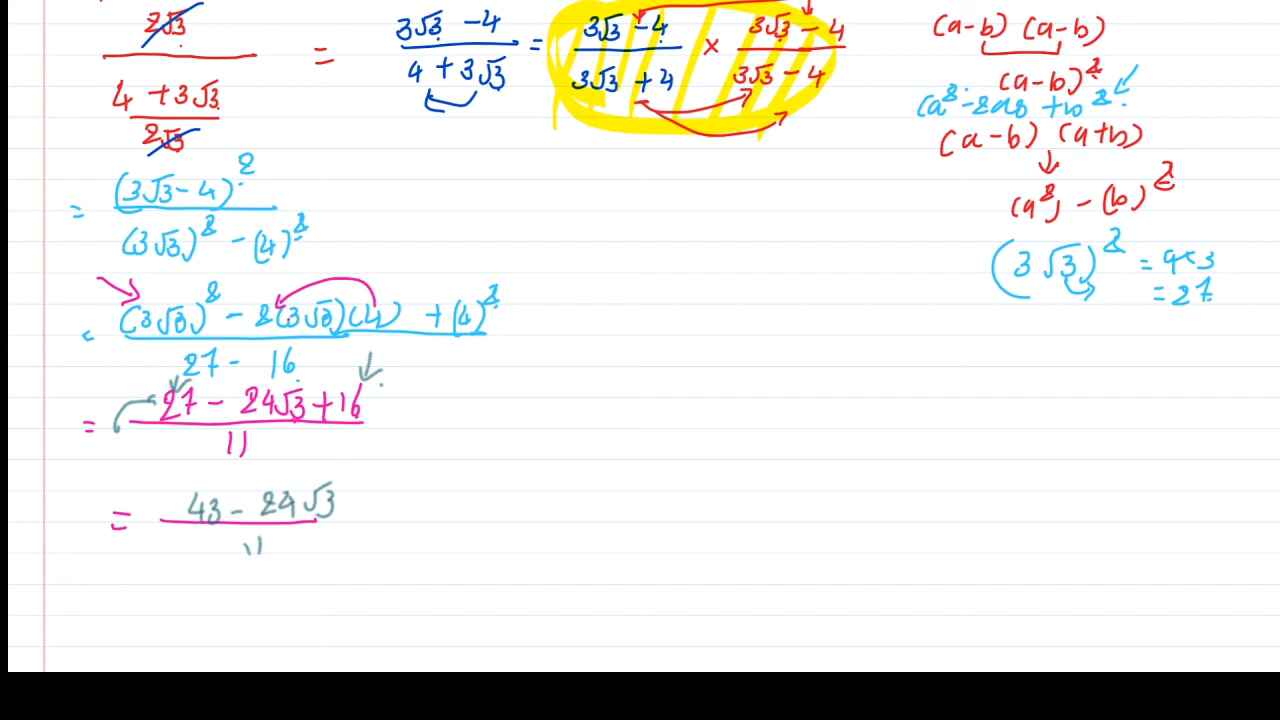 2√3
4 + 3√3
2√3
= 3√3 - 4
4 + 3√3
= 3√3 - 4
3√3 + 4
× 3√3 - 4
3√3 - 4
= (3√3 - 4)²
(3√3)² - (4)²
= (3√3)² - 2(3√3)(4) + (4)²
27 - 16
= 27 - 24√3 + 16
11
= 43 - 24√3
11
(a-b) (a-b)
(a-b)²
(a² - 2ab + b²
(a-b) (a+b)
(a²) - (b)²
(3√3)² = 9×3
= 27